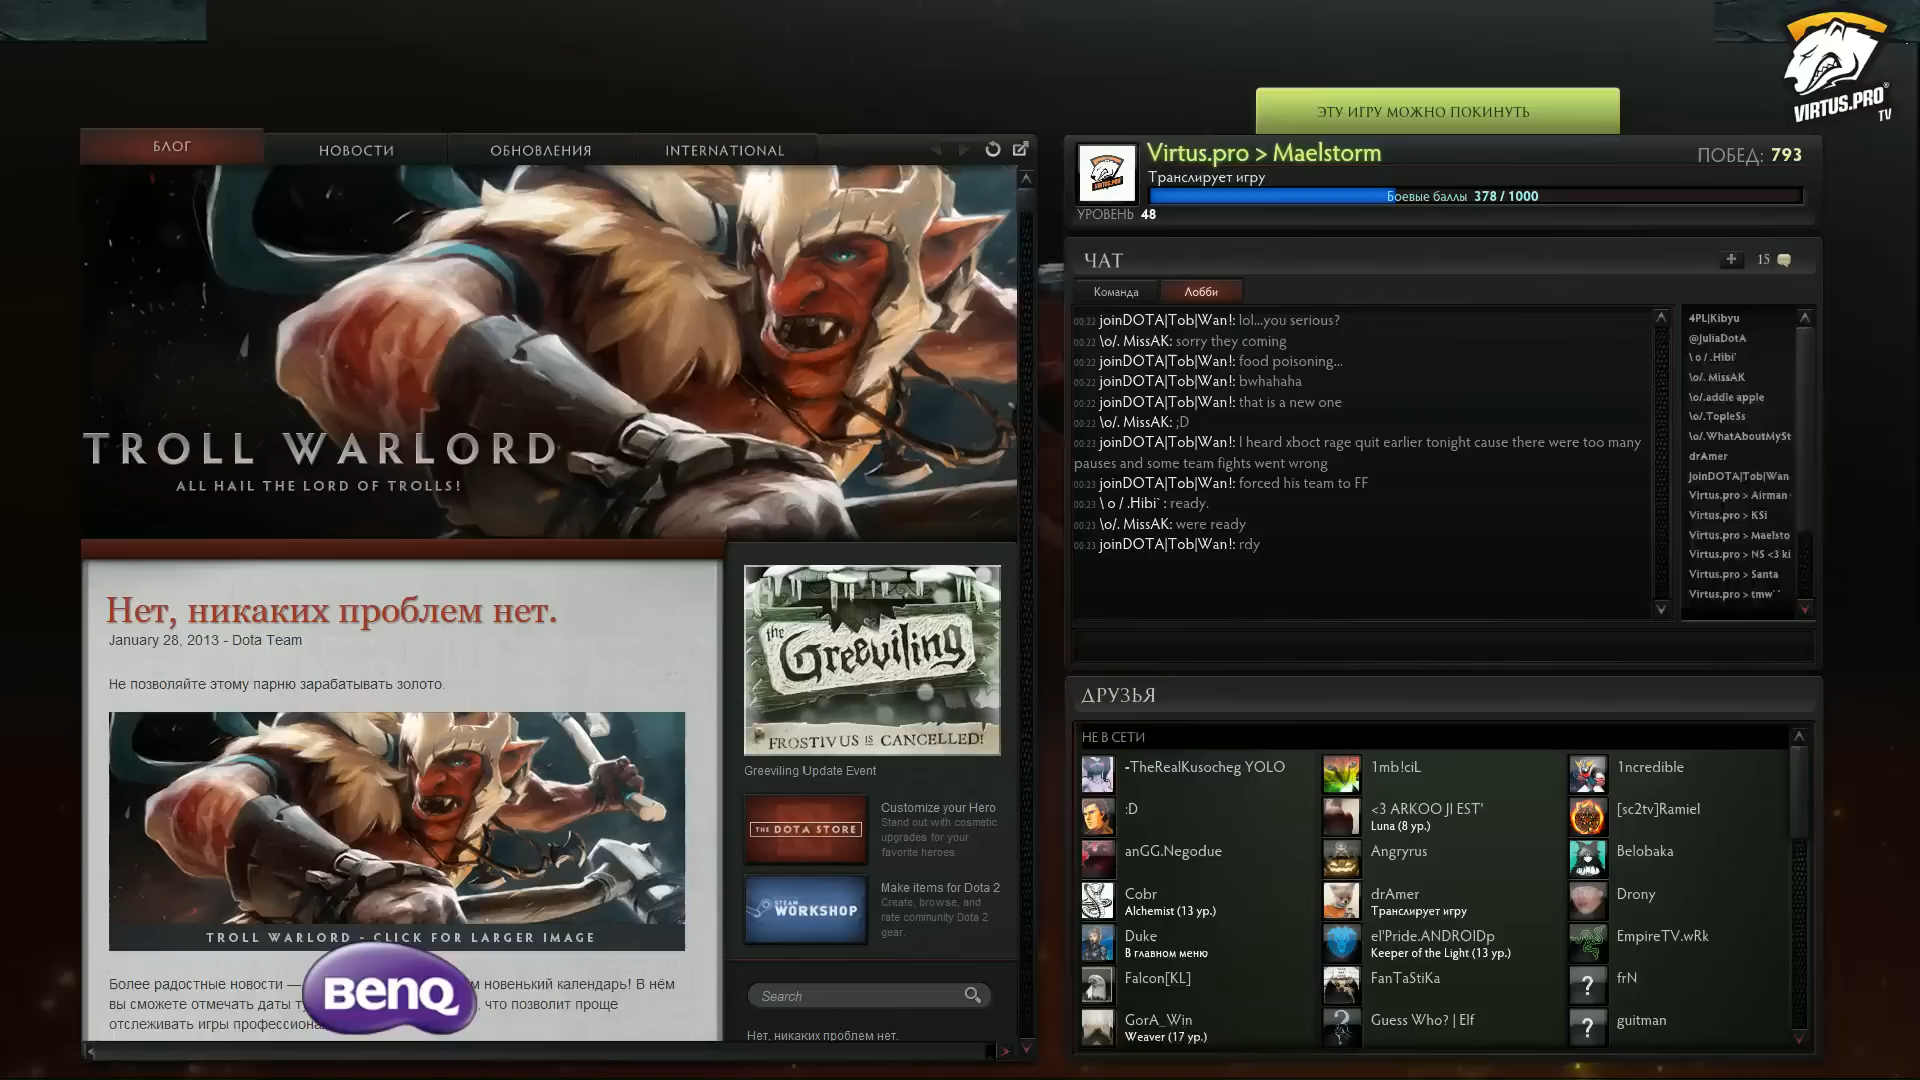 VIRTUS.PRO
TV
ЭТУ ИГРУ МОЖНО ПОКИНУТЬ
БЛОГ
НОВОСТИ
ОБНОВЛЕНИЯ
INTERNATIONAL
TROLL WARLORD
ALL HAIL THE LORD OF TROLLS!
Нет, никаких проблем нет.
January 28, 2013 - Dota Team
Не позволяйте этому парню зарабатывать золото.
TROLL WARLORD - CLICK FOR LARGER IMAGE
Более радостные новости — м новенький календарь! В нём
вы сможете отмечать даты , что позволит проще
отслеживать игры
BenQ
the Greeviling
FROSTIVUS IS CANCELLED!
Greeviling Update Event
THE DOTA STORE
Customize your Hero
Stand out with cosmetic
upgrades for your
favorite heroes.
STEAM WORKSHOP
Make items for Dota 2
Create, browse, and
rate community Dota 2
gear.
Search
Нет, никаких проблем нет.
Virtus.pro > Maelstorm
ПОБЕД: 793
Транслирует игру
Боевые баллы 378 / 1000
УРОВЕНЬ 48
ЧАТ
+ 15
Команда
Лобби
00:22 joinDOTA|Tob|Wan!: lol...you serious?
00:22 \o/. MissAK: sorry they coming
00:22 joinDOTA|Tob|Wan!: food poisoning...
00:22 joinDOTA|Tob|Wan!: bwhahaha
00:22 joinDOTA|Tob|Wan!: that is a new one
00:22 \o/. MissAK: ;D
00:23 joinDOTA|Tob|Wan!: I heard xboct rage quit earlier tonight cause there were too many
pauses and some team fights went wrong
00:23 joinDOTA|Tob|Wan!: forced his team to FF
00:23 \ o / .Hibi` : ready.
00:23 \o/. MissAK: were ready
00:23 joinDOTA|Tob|Wan!: rdy
4PL|Kibyu
@JuliaDotA
\ o / .Hibi`
\o/. MissAK
\o/.addie apple
\o/.TopleSs
\o/.WhatAboutMySt
drAmer
joinDOTA|Tob|Wan
Virtus.pro > Airman
Virtus.pro > KSi
Virtus.pro > Maelsto
Virtus.pro > NS <3 ki
Virtus.pro > Santa
Virtus.pro > tmw``
ДРУЗЬЯ
НЕ В СЕТИ
-TheRealKusocheg YOLO
1mb!ciL
1ncredible
:D
<3 ARKOO JI EST'
Luna (8 ур.)
[sc2tv]Ramiel
anGG.Negodue
Angryrus
Belobaka
Cobr
Alchemist (13 ур.)
drAmer
Транслирует игру
Drony
Duke
В главном меню
el'Pride.ANDROIDp
Keeper of the Light (13 ур.)
EmpireTV.wRk
Falcon[KL]
FanTaStiKa
frN
GorA_Win
Weaver (17 ур.)
Guess Who? | Elf
guitman